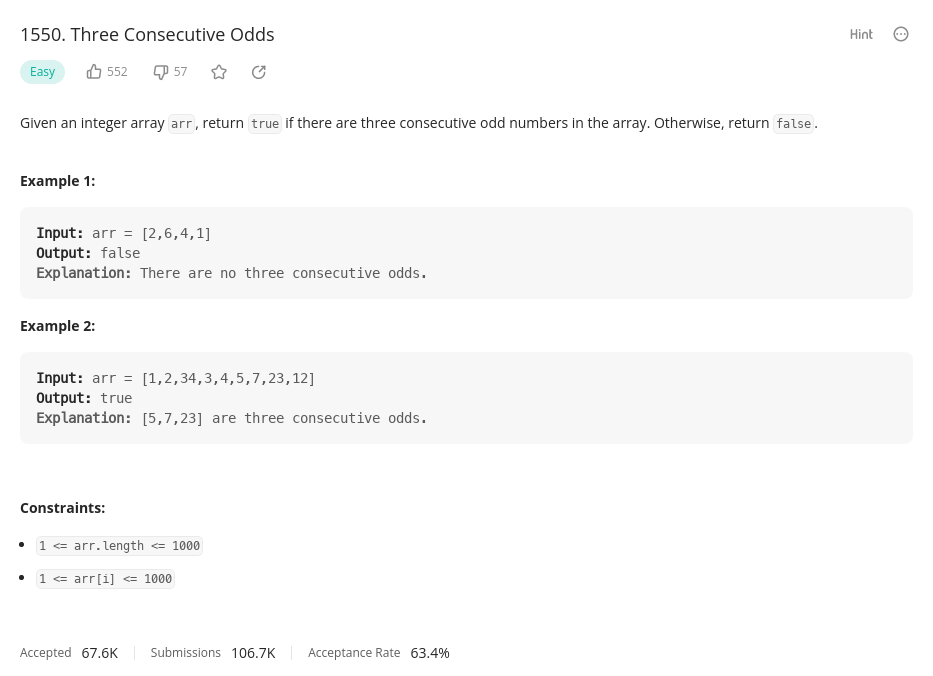 1550. Three Consecutive Odds
Hint
Easy 552 57
Given an integer array arr, return true if there are three consecutive odd numbers in the array. Otherwise, return false.
Example 1:
Input: arr = [2,6,4,1]
Output: false
Explanation: There are no three consecutive odds.
Example 2:
Input: arr = [1,2,34,3,4,5,7,23,12]
Output: true
Explanation: [5,7,23] are three consecutive odds.
Constraints:
1 <= arr.length <= 1000
1 <= arr[i] <= 1000
Accepted 67.6K Submissions 106.7K Acceptance Rate 63.4%